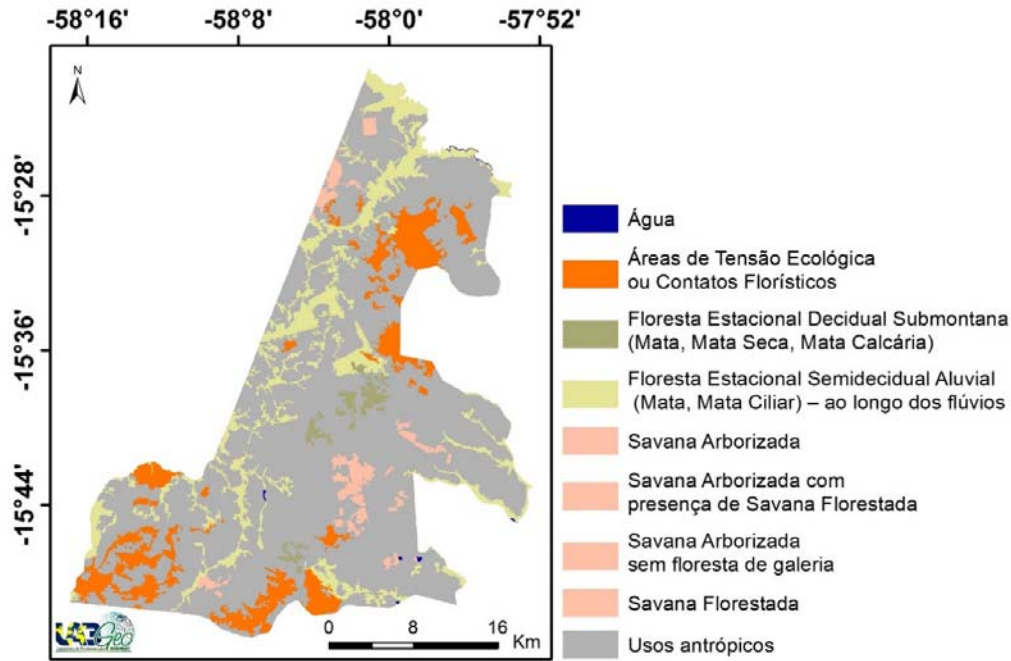 -58°16' -58°8' -58°0' -57°52'
N
-15°28'
-15°36'
-15°44'
Água
Áreas de Tensão Ecológica
ou Contatos Florísticos
Floresta Estacional Decidual Submontana
(Mata, Mata Seca, Mata Calcária)
Floresta Estacional Semidecidual Aluvial
(Mata, Mata Ciliar) – ao longo dos flúvios
Savana Arborizada
Savana Arborizada com
presença de Savana Florestada
Savana Arborizada
sem floresta de galeria
Savana Florestada
Usos antrópicos
0 8 16
Km
Geo